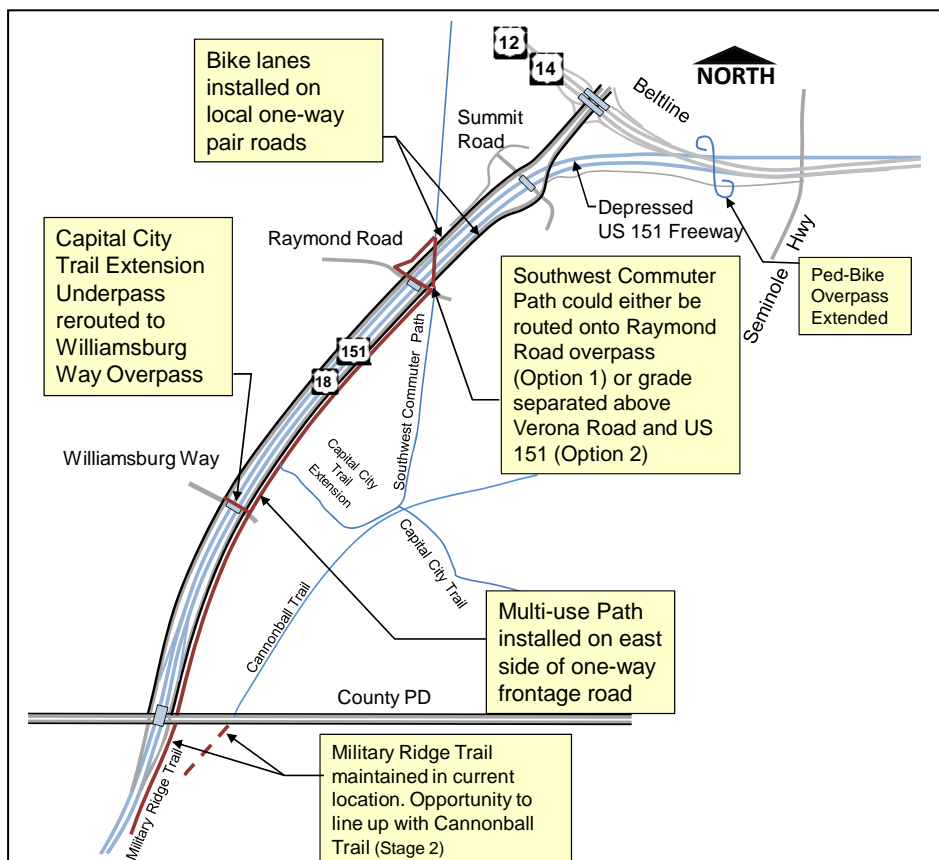 12
14
NORTH
Beltline
Bike lanes
installed on
local one-way
pair roads
Summit
Road
Depressed
US 151 Freeway
Seminole Hwy
Raymond Road
Capital City
Trail Extension
Underpass
rerouted to
Williamsburg
Way Overpass
Southwest Commuter
Path could either be
routed onto Raymond
Road overpass
(Option 1) or grade
separated above
Verona Road and US
151 (Option 2)
Ped-Bike
Overpass
Extended
151
18
Southwest Commuter Path
Williamsburg Way
Capital City
Trail
Extension
Capital City Trail
Cannonball Trail
Multi-use Path
installed on east
side of one-way
frontage road
County PD
Military Ridge Trail
Military Ridge Trail
maintained in current
location. Opportunity to
line up with Cannonball
Trail (Stage 2)